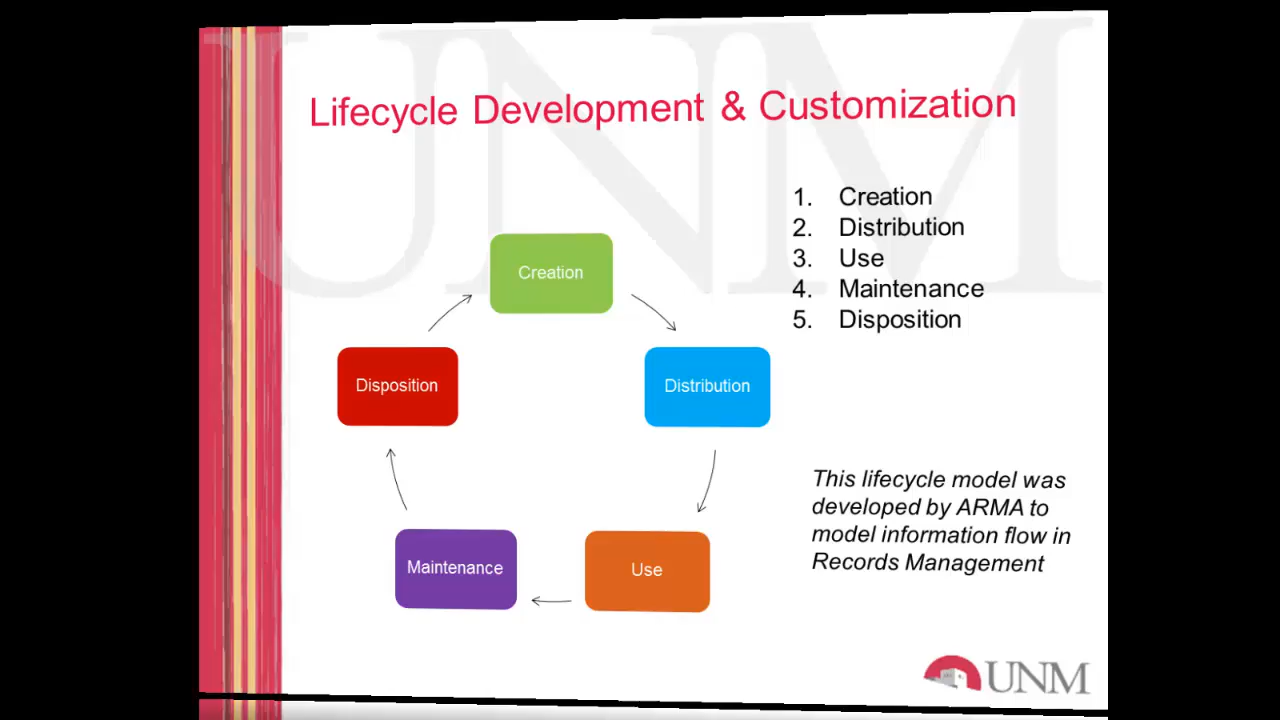 UNM
Lifecycle Development & Customization
1. Creation
2. Distribution
3. Use
4. Maintenance
5. Disposition
Creation
Disposition
Distribution
Maintenance
Use
This lifecycle model was
developed by ARMA to
model information flow in
Records Management
UNM